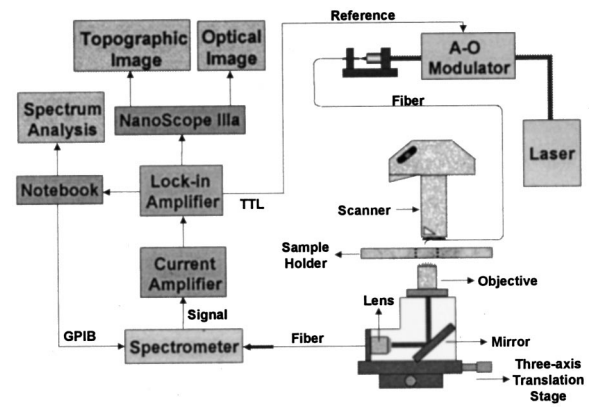 Reference
Topographic
Image
Optical
Image
A-O
Modulator
Fiber
Spectrum
Analysis
NanoScope IIIa
Laser
Notebook
Lock-in
Amplifier
TTL
Scanner
Sample
Holder
Current
Amplifier
Objective
Lens
Signal
GPIB
Spectrometer
Fiber
Mirror
Three-axis
Translation
Stage